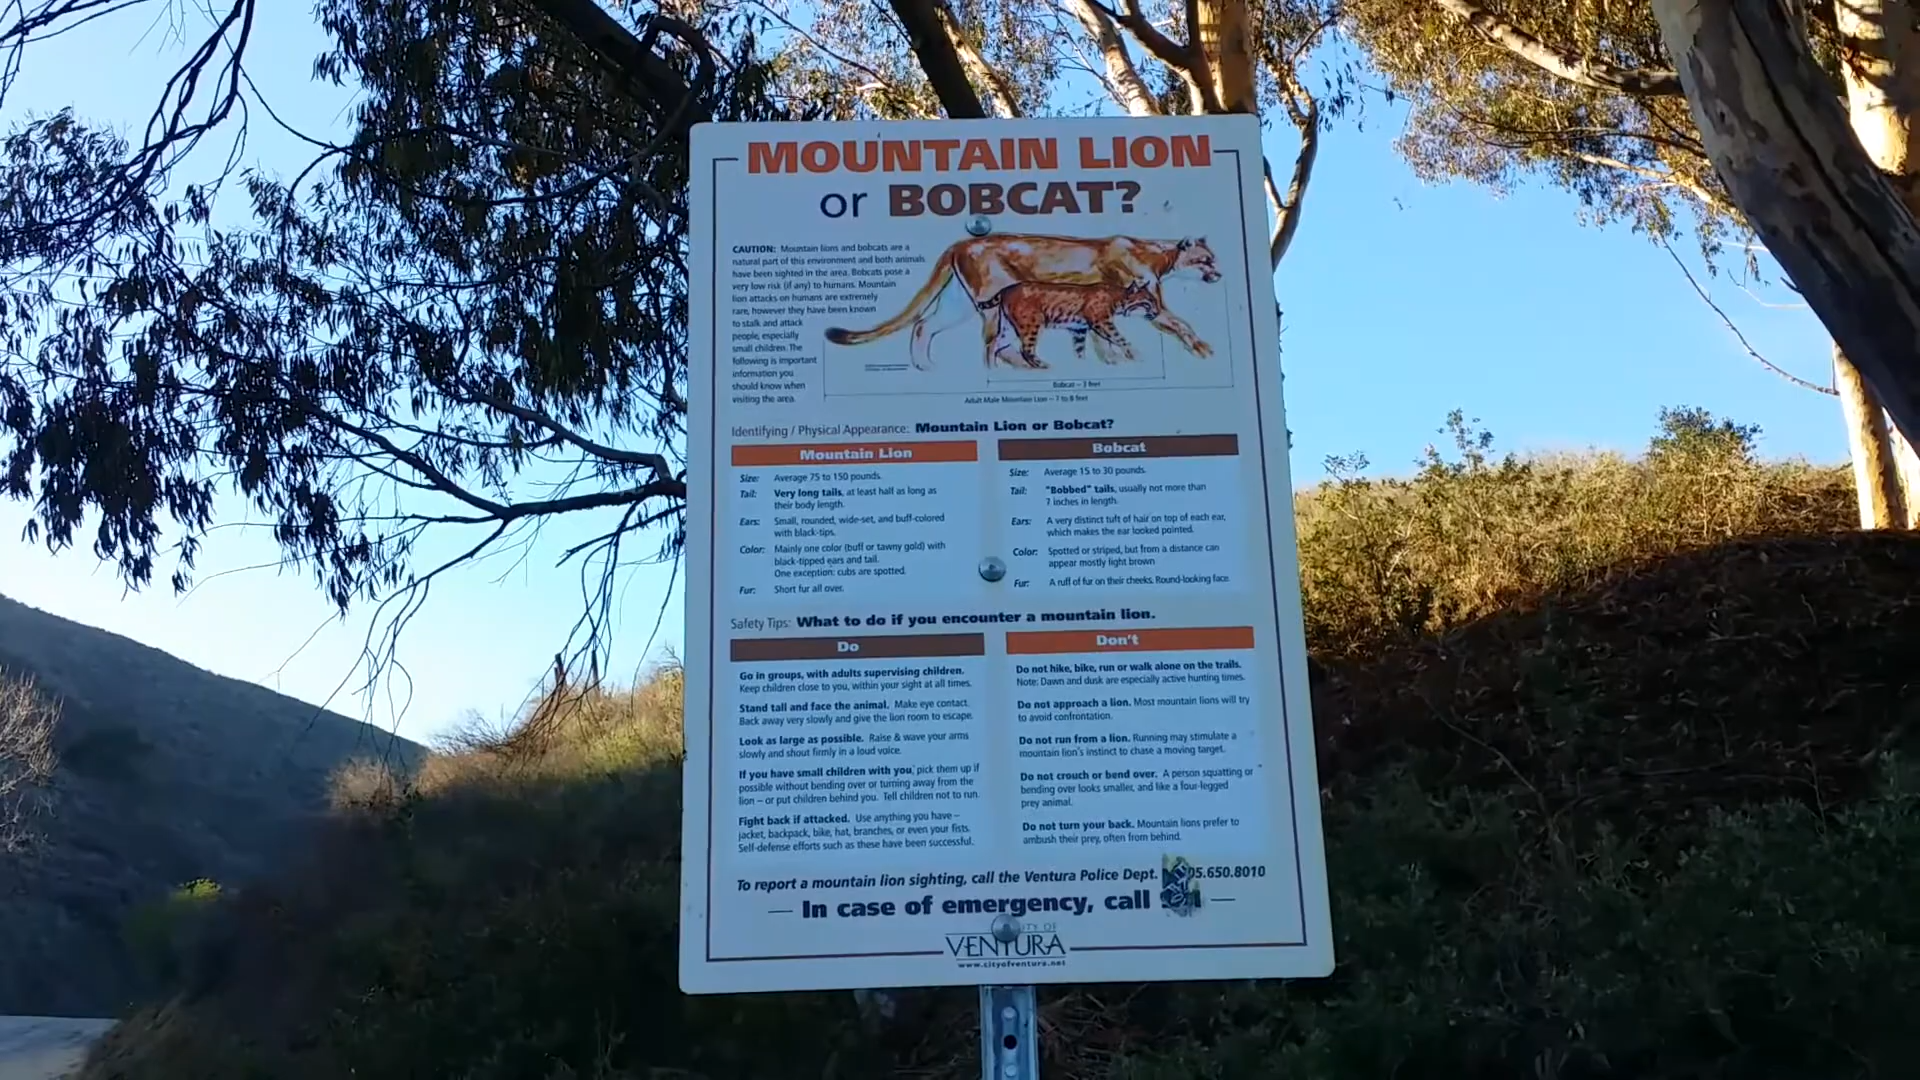 MOUNTAIN LION
or BOBCAT?
CAUTION: Mountain lions and bobcats are a
natural part of this environment and both animals
have been sighted in the area. Bobcats pose a
very low risk (if any) to humans. Mountain
lion attacks on humans are extremely
rare, however they have been known
to stalk and attack
people, especially
small children. The
following is important
information you
should know when
visiting the area.
Bobcat – 3 feet
Adult Male Mountain Lion – 7 to 8 feet
Identifying / Physical Appearance: Mountain Lion or Bobcat?
Mountain Lion
Size: Average 75 to 150 pounds.
Tail: Very long tails, at least half as long as
their body length.
Ears: Small, rounded, wide-set, and buff-colored
with black-tips.
Color: Mainly one color (buff or tawny gold) with
black-tipped ears and tail.
One exception: cubs are spotted.
Fur: Short fur all over.
Bobcat
Size: Average 15 to 30 pounds.
Tail: "Bobbed" tails, usually not more than
7 inches in length.
Ears: A very distinct tuft of hair on top of each ear,
which makes the ear looked pointed.
Color: Spotted or striped, but from a distance can
appear mostly light brown
Fur: A ruff of fur on their cheeks. Round-looking face.
Safety Tips: What to do if you encounter a mountain lion.
Do
Go in groups, with adults supervising children.
Keep children close to you, within your sight at all times.
Stand tall and face the animal. Make eye contact.
Back away very slowly and give the lion room to escape.
Look as large as possible. Raise & wave your arms
slowly and shout firmly in a loud voice.
If you have small children with you, pick them up if
possible without bending over or turning away from the
lion – or put children behind you. Tell children not to run.
Fight back if attacked. Use anything you have –
jacket, backpack, bike, hat, branches, or even your fists.
Self-defense efforts such as these have been successful.
Don't
Do not hike, bike, run or walk alone on the trails.
Note: Dawn and dusk are especially active hunting times.
Do not approach a lion. Most mountain lions will try
to avoid confrontation.
Do not run from a lion. Running may stimulate a
mountain lion's instinct to chase a moving target.
Do not crouch or bend over. A person squatting or
bending over looks smaller, and like a four-legged
prey animal.
Do not turn your back. Mountain lions prefer to
ambush their prey, often from behind.
To report a mountain lion sighting, call the Ventura Police Dept. 05.650.8010
In case of emergency, call
ITY OF
VENTURA
www.cityofventura.net